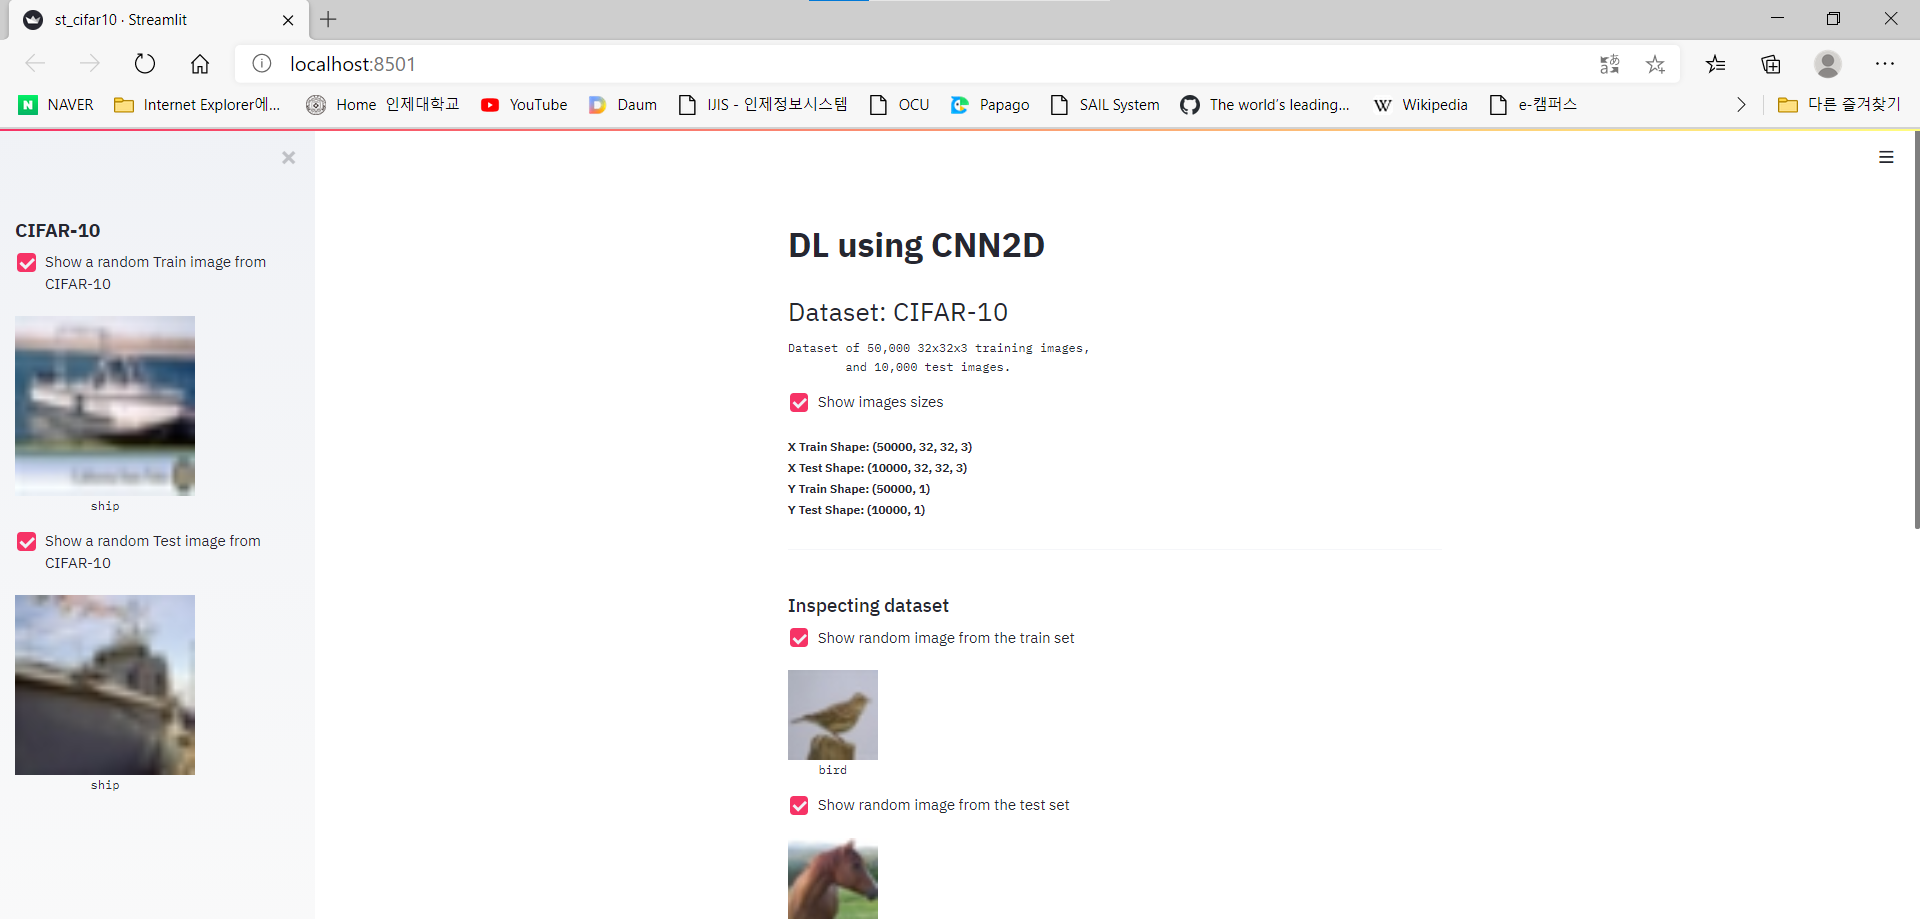 st_cifar10 · Streamlit
localhost:8501
NAVER
Internet Explorer에...
Home 인제대학교
YouTube
Daum
IJIS - 인제정보시스템
OCU
Papago
SAIL System
The world's leading...
Wikipedia
e-캠퍼스
다른 즐겨찾기
CIFAR-10
Show a random Train image from
CIFAR-10
ship
Show a random Test image from
CIFAR-10
ship
DL using CNN2D
Dataset: CIFAR-10
Dataset of 50,000 32x32x3 training images,
and 10,000 test images.
Show images sizes
X Train Shape: (50000, 32, 32, 3)
X Test Shape: (10000, 32, 32, 3)
Y Train Shape: (50000, 1)
Y Test Shape: (10000, 1)
Inspecting dataset
Show random image from the train set
bird
Show random image from the test set